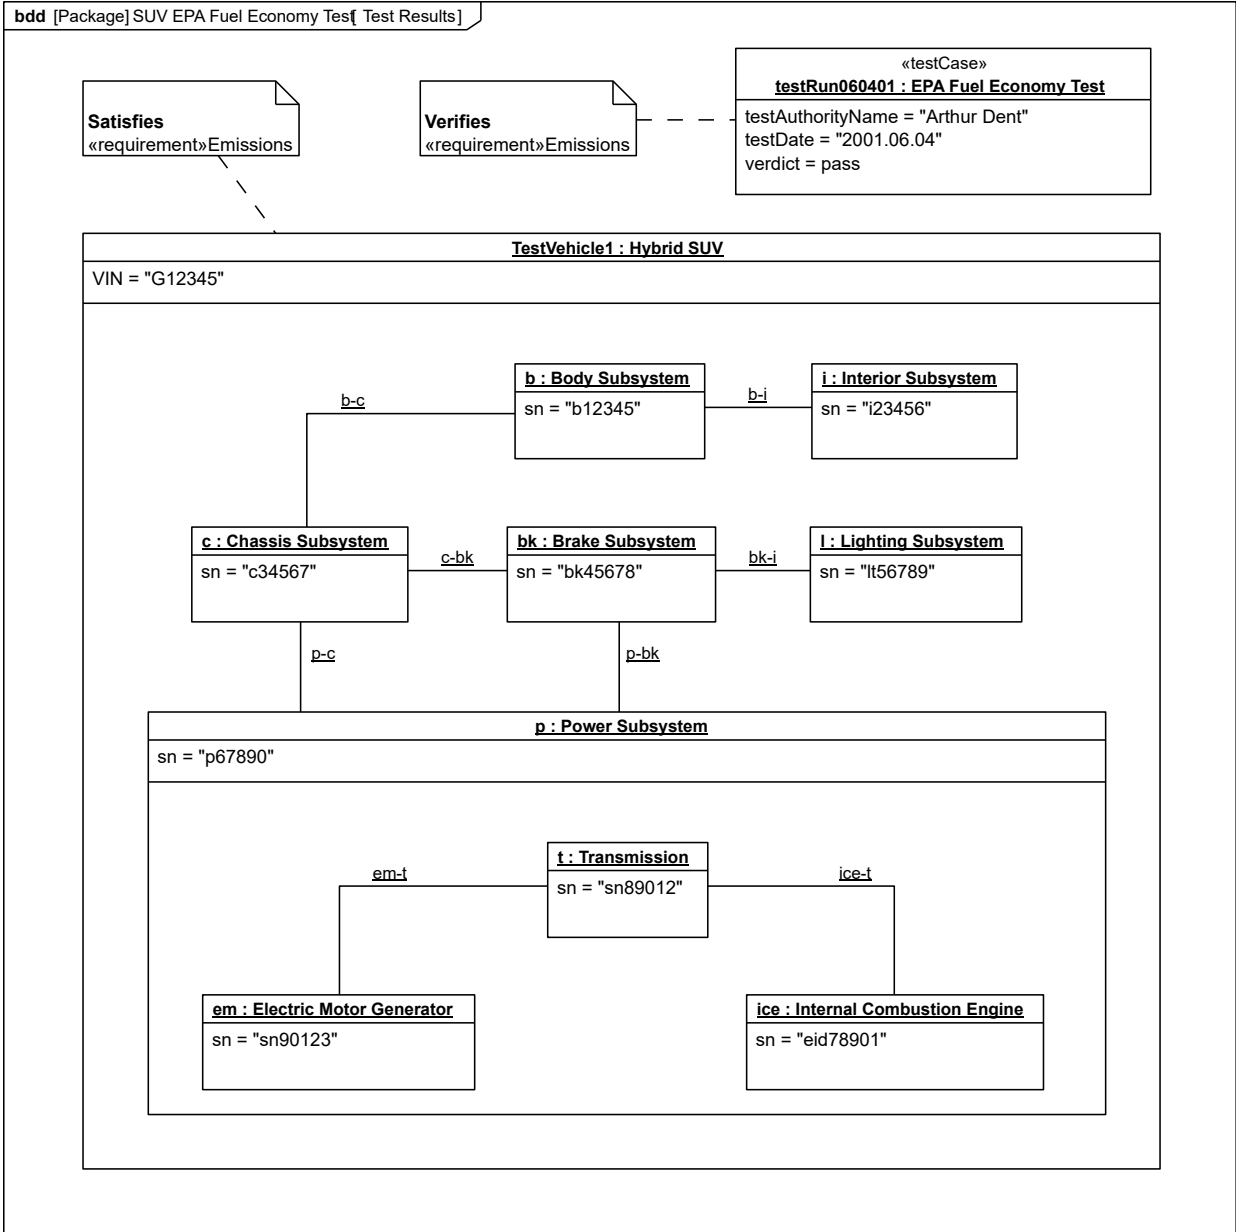 bdd [Package] SUV EPA Fuel Economy Test[ Test Results]
«testCase»
testRun060401 : EPA Fuel Economy Test
testAuthorityName = "Arthur Dent"
testDate = "2001.06.04"
verdict = pass
Satisfies
«requirement»Emissions
Verifies
«requirement»Emissions
TestVehicle1 : Hybrid SUV
VIN = "G12345"
b : Body Subsystem
sn = "b12345"
b-i
i : Interior Subsystem
sn = "i23456"
b-c
c : Chassis Subsystem
sn = "c34567"
c-bk
bk : Brake Subsystem
sn = "bk45678"
bk-i
l : Lighting Subsystem
sn = "lt56789"
p-c
p-bk
p : Power Subsystem
sn = "p67890"
t : Transmission
sn = "sn89012"
em-t
ice-t
em : Electric Motor Generator
sn = "sn90123"
ice : Internal Combustion Engine
sn = "eid78901"